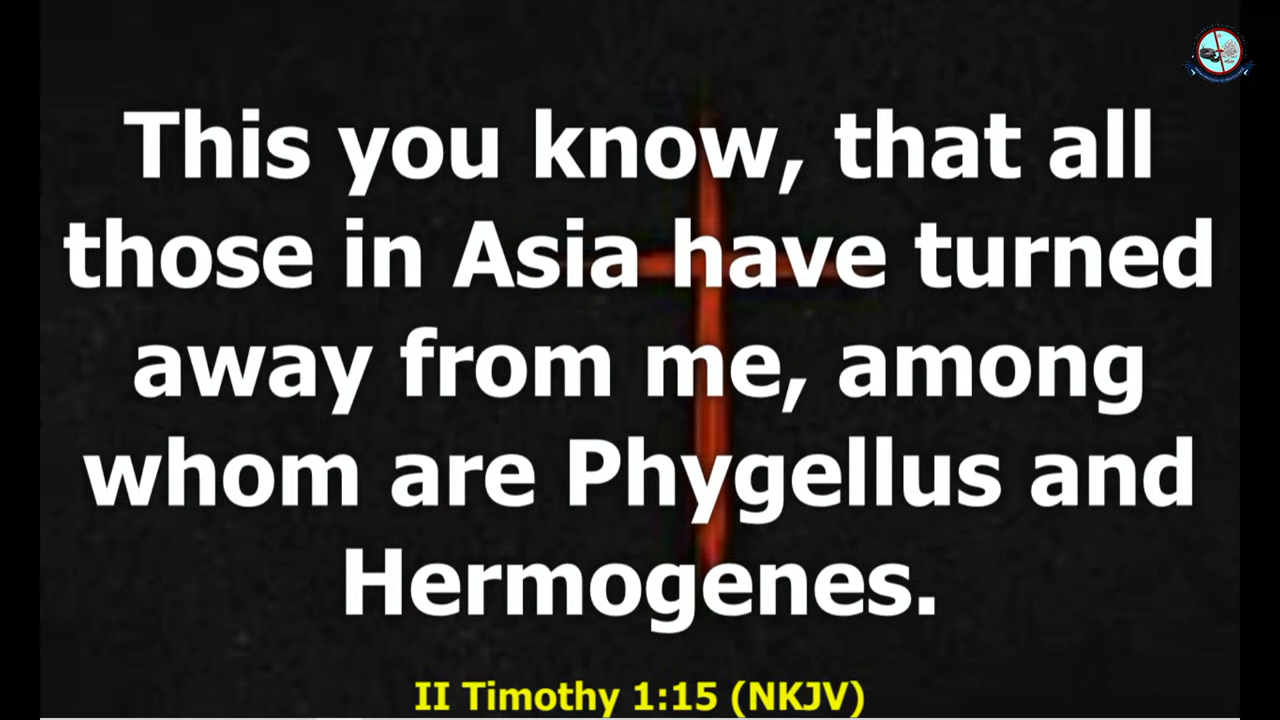 This you know, that all
those in Asia have turned
away from me, among
whom are Phygellus and
Hermogenes.
II Timothy 1:15 (NKJV)